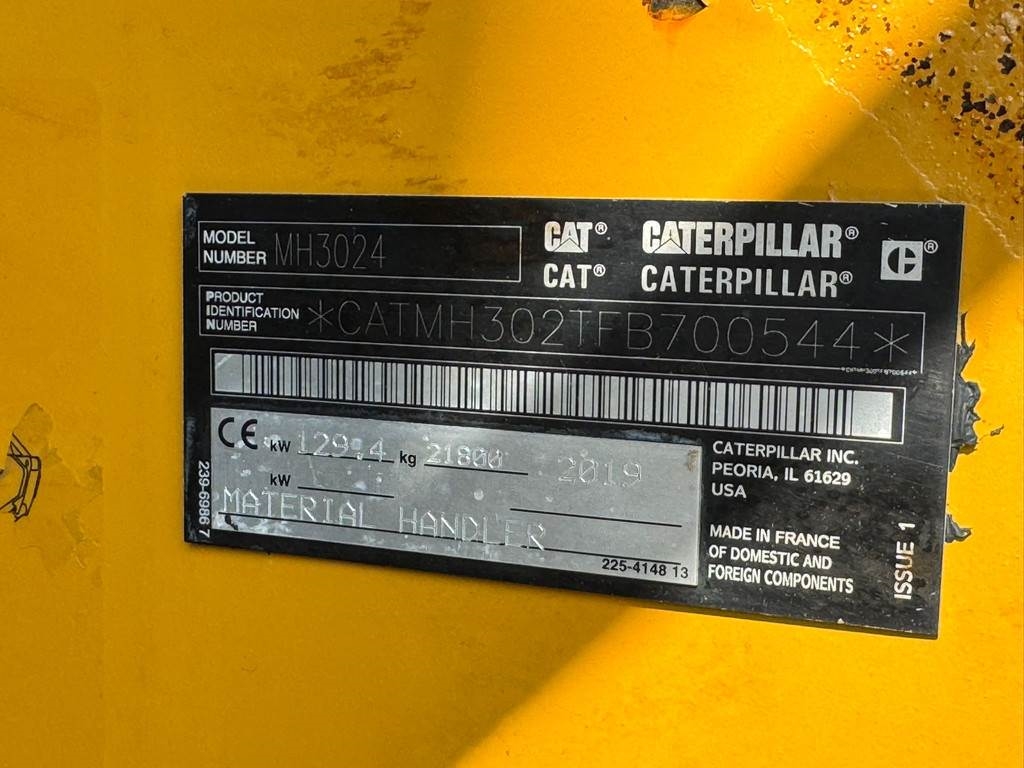 MODEL
NUMBER MH3024
CAT® CATERPILLAR®
CAT® CATERPILLAR®
C®
PRODUCT
IDENTIFICATION
NUMBER *CATMH302TFB700544*
CE kW 129.4 kg 21800 2019
kW
MATERIAL HANDLER
225-4148 13
239-6986 7
CATERPILLAR INC.
PEORIA, IL 61629
USA
MADE IN FRANCE
OF DOMESTIC AND
FOREIGN COMPONENTS
ISSUE 1